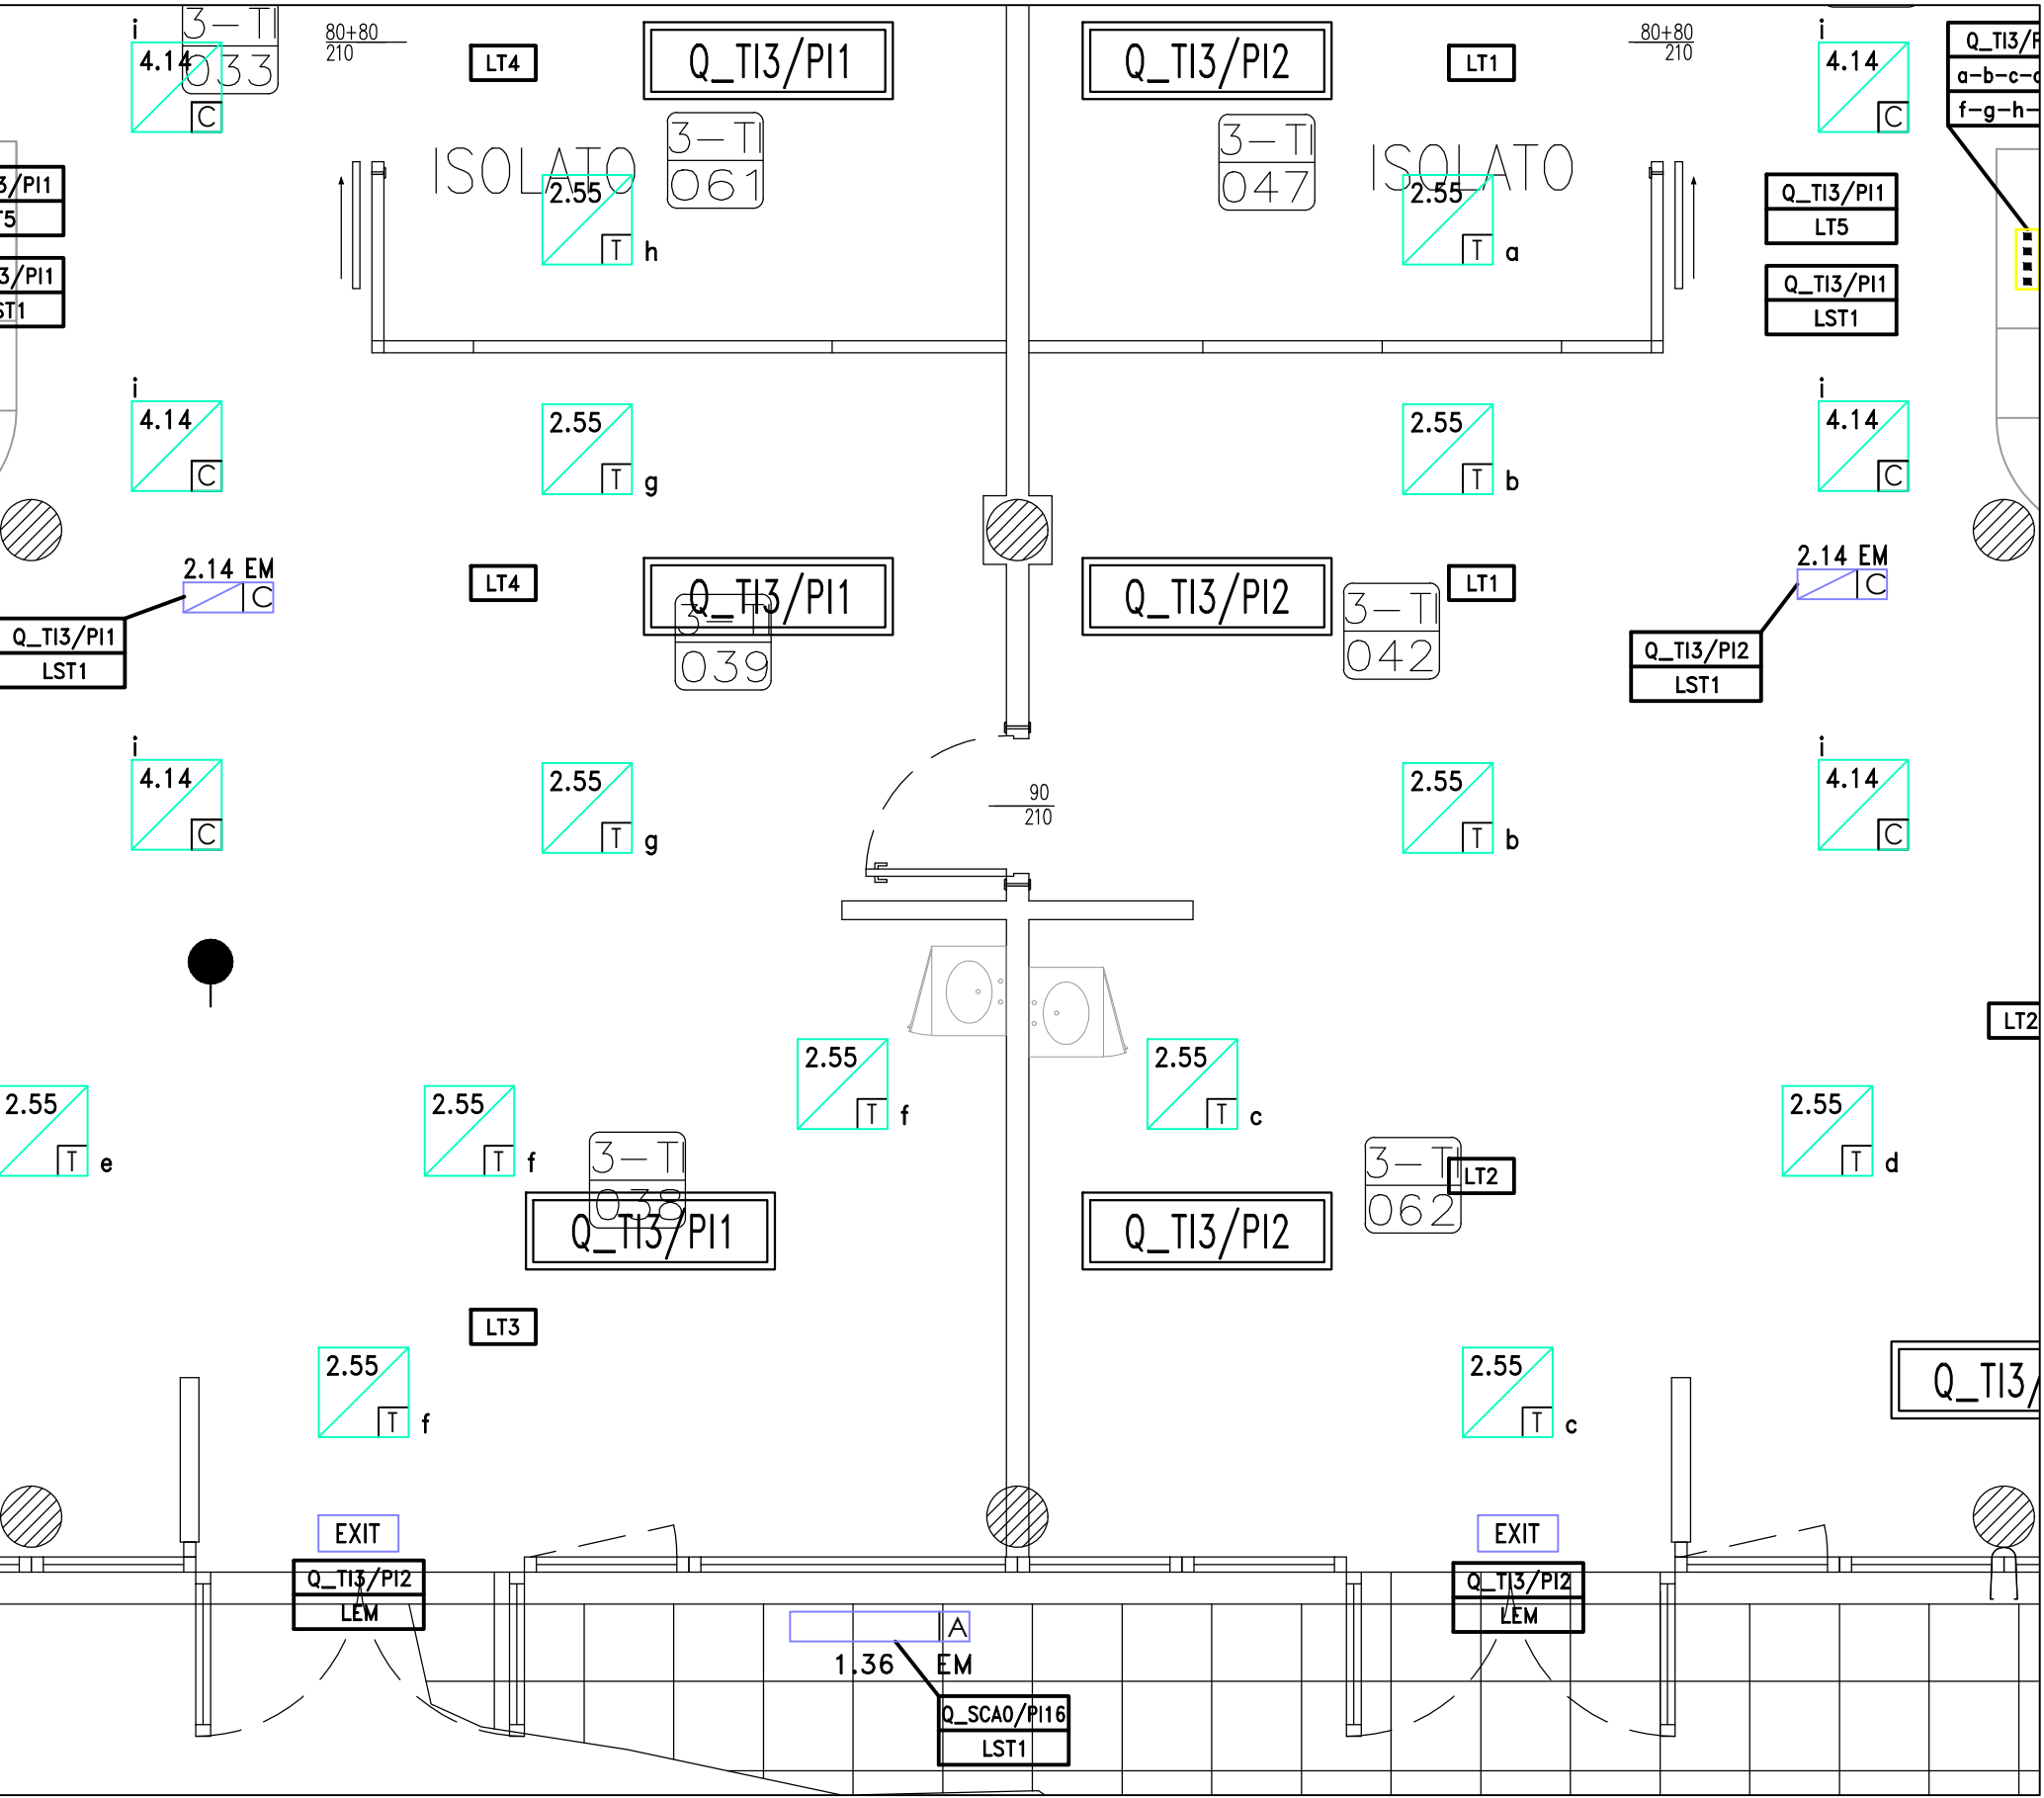 3-TI
033
i
4.14
C
80+80
210
LT4
Q_TI3/PI1
Q_TI3/PI2
LT1
80+80
210
i
4.14
C
Q_TI3/
a-b-c-
f-g-h-
3-TI
061
ISOLATO
2.55
T h
3-TI
047
ISOLATO
2.55
T a
3/PI1
T5
3/PI1
ST1
Q_TI3/PI1
LT5
Q_TI3/PI1
LST1
i
4.14
C
2.55
T g
2.55
T b
i
4.14
C
2.14 EM
C
Q_TI3/PI1
LST1
LT4
Q_TI3/PI1
3-TI
039
Q_TI3/PI2
LT1
3-TI
042
2.14 EM
C
Q_TI3/PI2
LST1
i
4.14
C
2.55
T g
90
210
2.55
T b
i
4.14
C
LT2
2.55
T e
2.55
T f
2.55
T f
2.55
T c
2.55
T d
3-TI
038
Q_TI3/PI1
Q_TI3/PI2
3-TI
062
LT2
LT3
2.55
T f
2.55
T c
Q_TI3/
EXIT
Q_TI3/PI2
LEM
EXIT
Q_TI3/PI2
LEM
A
1.36 EM
Q_SCA0/PI16
LST1